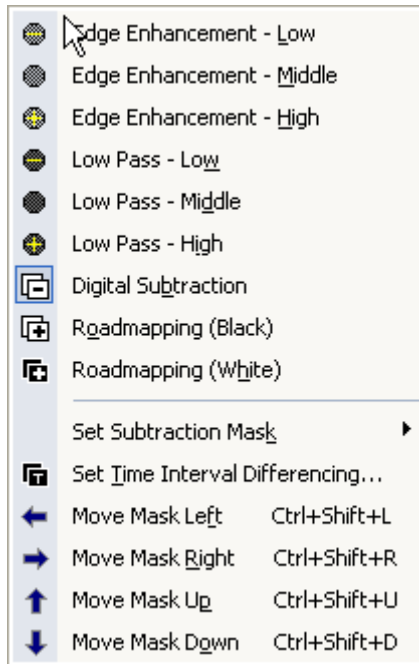 Edge Enhancement - Low
Edge Enhancement - Middle
Edge Enhancement - High
Low Pass - Low
Low Pass - Middle
Low Pass - High
Digital Subtraction
Roadmapping (Black)
Roadmapping (White)
Set Subtraction Mask
Set Time Interval Differencing...
Move Mask Left Ctrl+Shift+L
Move Mask Right Ctrl+Shift+R
Move Mask Up Ctrl+Shift+U
Move Mask Down Ctrl+Shift+D